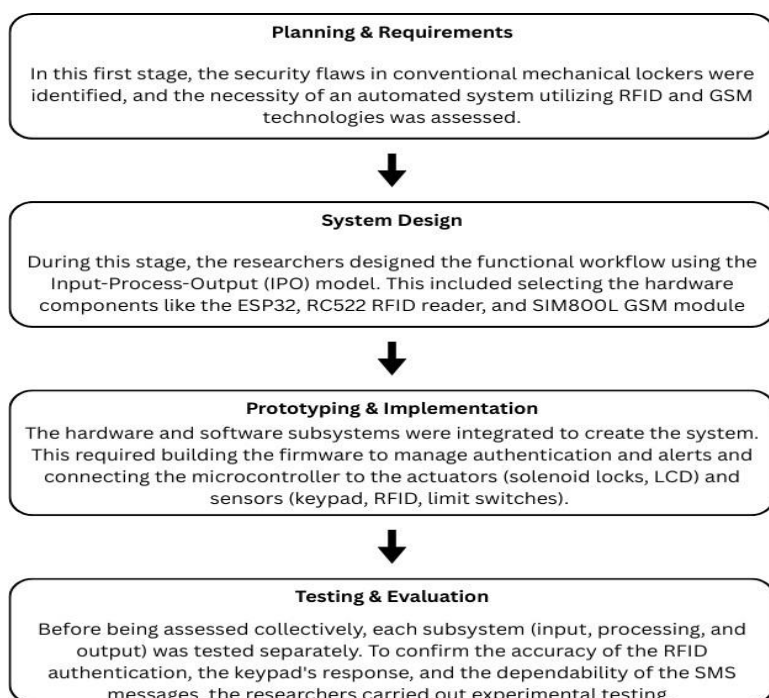 Planning & Requirements
In this first stage, the security flaws in conventional mechanical lockers were
identified, and the necessity of an automated system utilizing RFID and GSM
technologies was assessed.
System Design
During this stage, the researchers designed the functional workflow using the
Input-Process-Output (IPO) model. This included selecting the hardware
components like the ESP32, RC522 RFID reader, and SIM800L GSM module
Prototyping & Implementation
The hardware and software subsystems were integrated to create the system.
This required building the firmware to manage authentication and alerts and
connecting the microcontroller to the actuators (solenoid locks, LCD) and
sensors (keypad, RFID, limit switches).
Testing & Evaluation
Before being assessed collectively, each subsystem (input, processing, and
output) was tested separately. To confirm the accuracy of the RFID
authentication, the keypad's response, and the dependability of the SMS
messages, the researchers carried out experimental testing